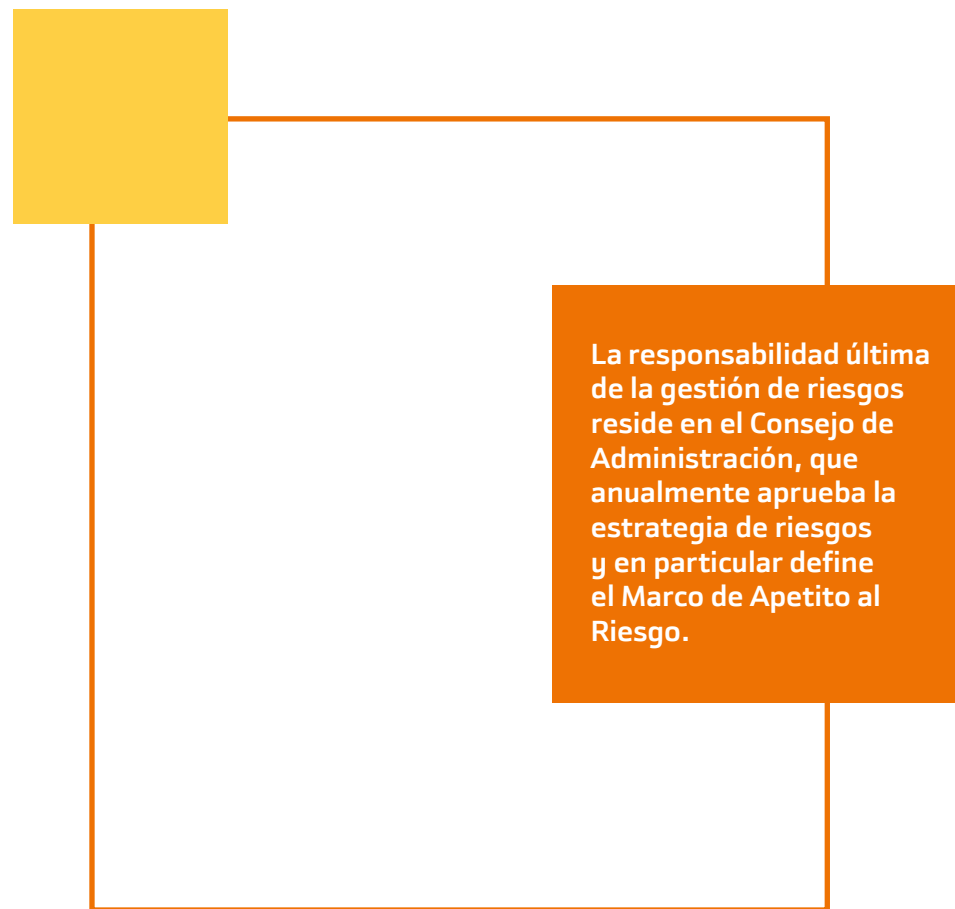 La responsabilidad última
de la gestión de riesgos
reside en el Consejo de
Administración, que
anualmente aprueba la
estrategia de riesgos
y en particular define
el Marco de Apetito al
Riesgo.